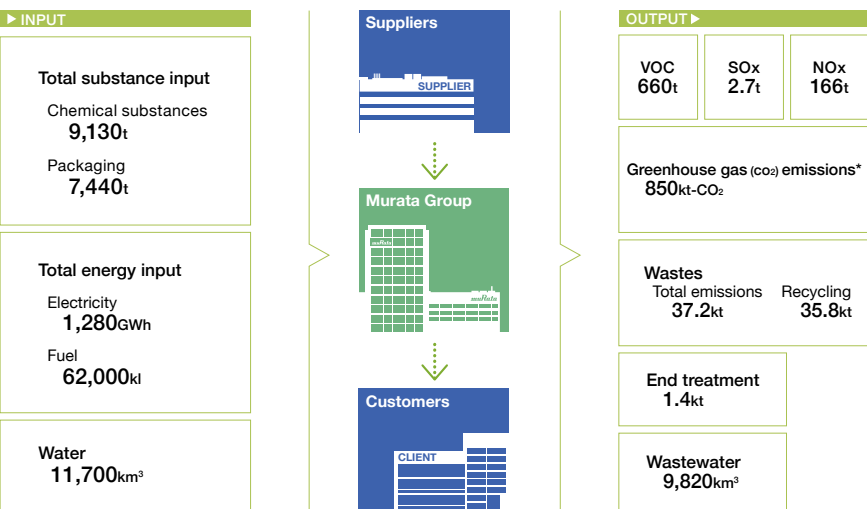 ▶ INPUT
Total substance input
Chemical substances
9,130t
Packaging
7,440t
Total energy input
Electricity
1,280GWh
Fuel
62,000kl
Water
11,700km³
Suppliers
SUPPLIER
Murata Group
muRata
muRata
Customers
CLIENT
OUTPUT ▶
VOC
660t
SOx
2.7t
NOx
166t
Greenhouse gas (CO₂) emissions*
850kt-CO₂
Wastes
Total emissions
37.2kt
Recycling
35.8kt
End treatment
1.4kt
Wastewater
9,820km³